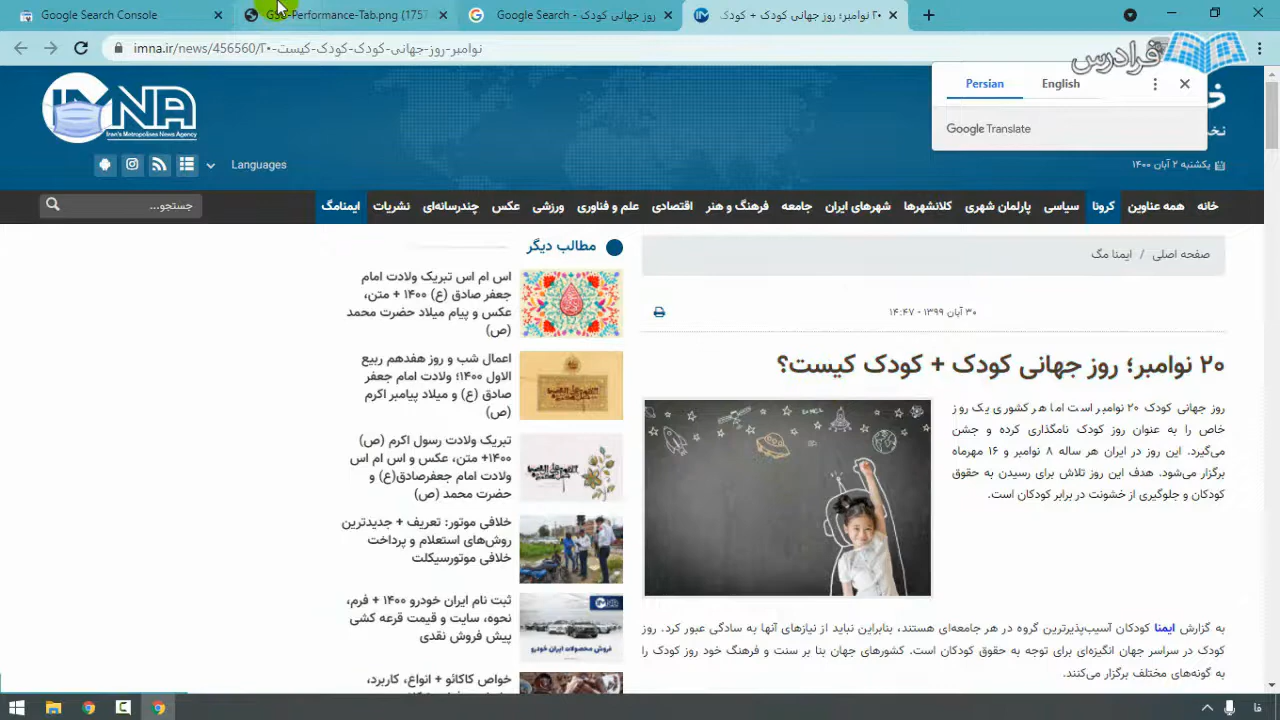 Google Search Console
GSC-Performance-Tab.png (175
Google Search - روز جهانی کودک
۲۰ نوامبر؛ روز جهانی کودک + کودک
imna.ir/news/456560/۲۰-نوامبر-روز-جهانی-کودک-کودک-کیست
فرادرس
Persian
English
Google Translate
IMNA
Iran's Metropolises News Agency
Languages
یکشنبه ۲ آبان ۱۴۰۰
خانه
همه عناوین
کرونا
سیاسی
پارلمان شهری
کلانشهرها
شهرهای ایران
جامعه
فرهنگ و هنر
اقتصادی
علم و فناوری
ورزشی
عکس
چندرسانه‌ای
نشریات
ایمنامگ
جستجو...
صفحه اصلی / ایمنا مگ
۳۰ آبان ۱۳۹۹ - ۱۴:۴۷
۲۰ نوامبر؛ روز جهانی کودک + کودک کیست؟
روز جهانی کودک ۲۰ نوامبر است اما هر کشوری یک روز
خاص را به عنوان روز کودک نامگذاری کرده و جشن
می‌گیرد. این روز در ایران هر ساله ۸ نوامبر و ۱۶ مهرماه
برگزار می‌شود. هدف این روز تلاش برای رسیدن به حقوق
کودکان و جلوگیری از خشونت در برابر کودکان است.
به گزارش ایمنا کودکان آسیب‌پذیرترین گروه در هر جامعه‌ای هستند، بنابراین نباید از نیازهای آنها به سادگی عبور کرد. روز
کودک در سراسر جهان انگیزه‌ای برای توجه به حقوق کودکان است. کشورهای جهان بنا بر سنت و فرهنگ خود روز کودک را
به گونه‌های مختلف برگزار می‌کنند.
مطالب دیگر
اس ام اس تبریک ولادت امام
جعفر صادق (ع) ۱۴۰۰ + متن،
عکس و پیام میلاد حضرت محمد
(ص)
اعمال شب و روز هفدهم ربیع
الاول ۱۴۰۰؛ ولادت امام جعفر
صادق (ع) و میلاد پیامبر اکرم
(ص)
تبریک ولادت رسول اکرم (ص)
۱۴۰۰+ متن، عکس و اس ام اس
ولادت امام جعفرصادق(ع) و
حضرت محمد (ص)
خلافی موتور: تعریف + جدیدترین
روش‌های استعلام و پرداخت
خلافی موتورسیکلت
ثبت نام ایران خودرو ۱۴۰۰ + فرم،
نحوه، سایت و قیمت قرعه کشی
پیش فروش نقدی
فروش محصولات ایران خودرو
خواص کاکائو + انواع، کاربرد،
فا